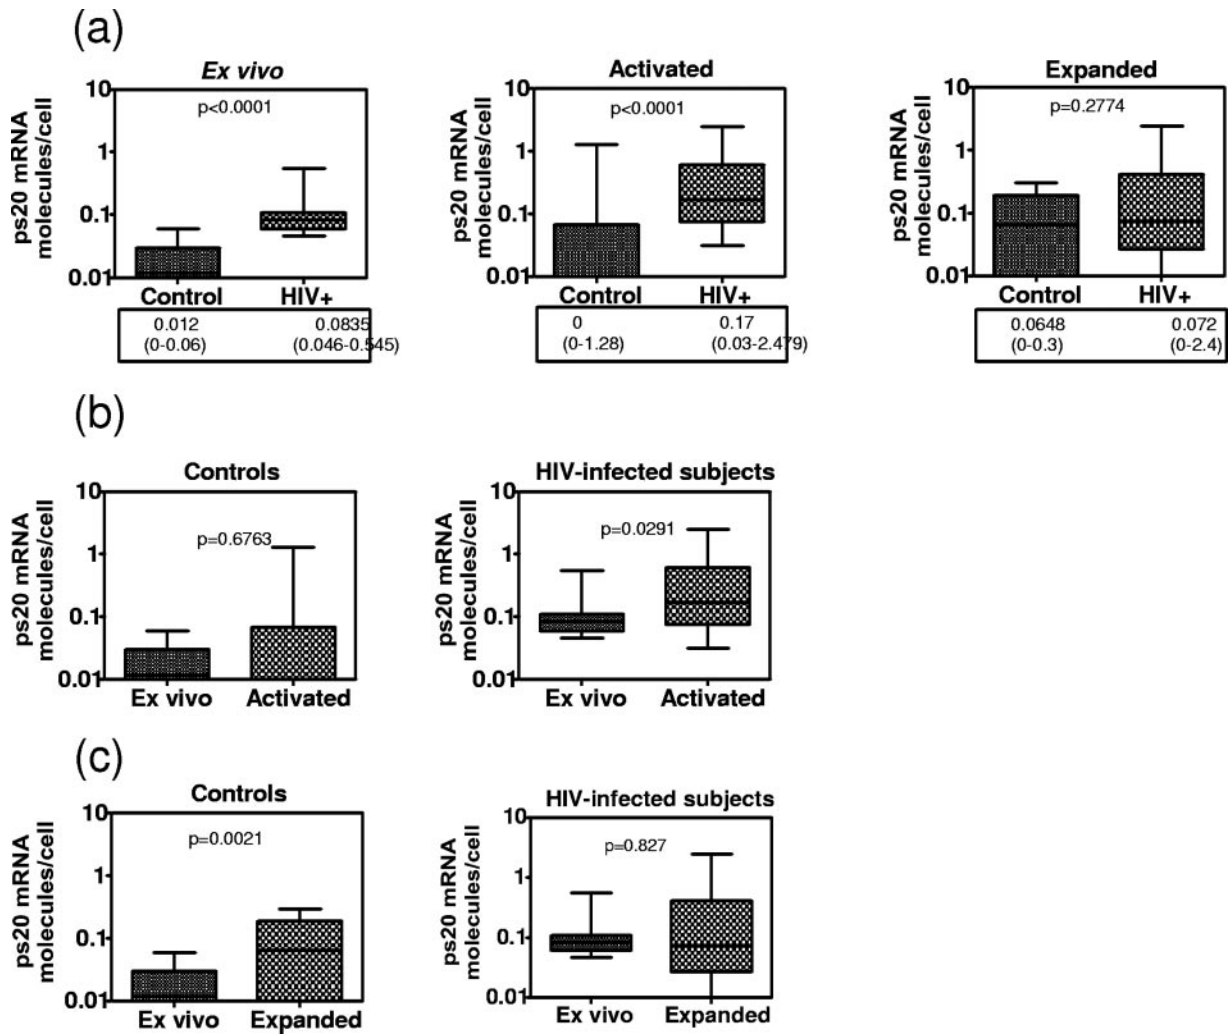 (a)
Ex vivo
Activated
Expanded
ps20 mRNA
molecules/cell
10
1
0.1
0.01
p<0.0001
Control HIV+
0.012 0.0835
(0-0.06) (0.046-0.545)
ps20 mRNA
molecules/cell
10
1
0.1
0.01
p<0.0001
Control HIV+
0 0.17
(0-1.28) (0.03-2.479)
ps20 mRNA
molecules/cell
10
1
0.1
0.01
p=0.2774
Control HIV+
0.0648 0.072
(0-0.3) (0-2.4)
(b)
Controls
ps20 mRNA
molecules/cell
10
1
0.1
0.01
p=0.6763
Ex vivo Activated
HIV-infected subjects
ps20 mRNA
molecules/cell
10
1
0.1
0.01
p=0.0291
Ex vivo Activated
(c)
Controls
ps20 mRNA
molecules/cell
10
1
0.1
0.01
p=0.0021
Ex vivo Expanded
HIV-infected subjects
ps20 mRNA
molecules/cell
10
1
0.1
0.01
p=0.827
Ex vivo Expanded